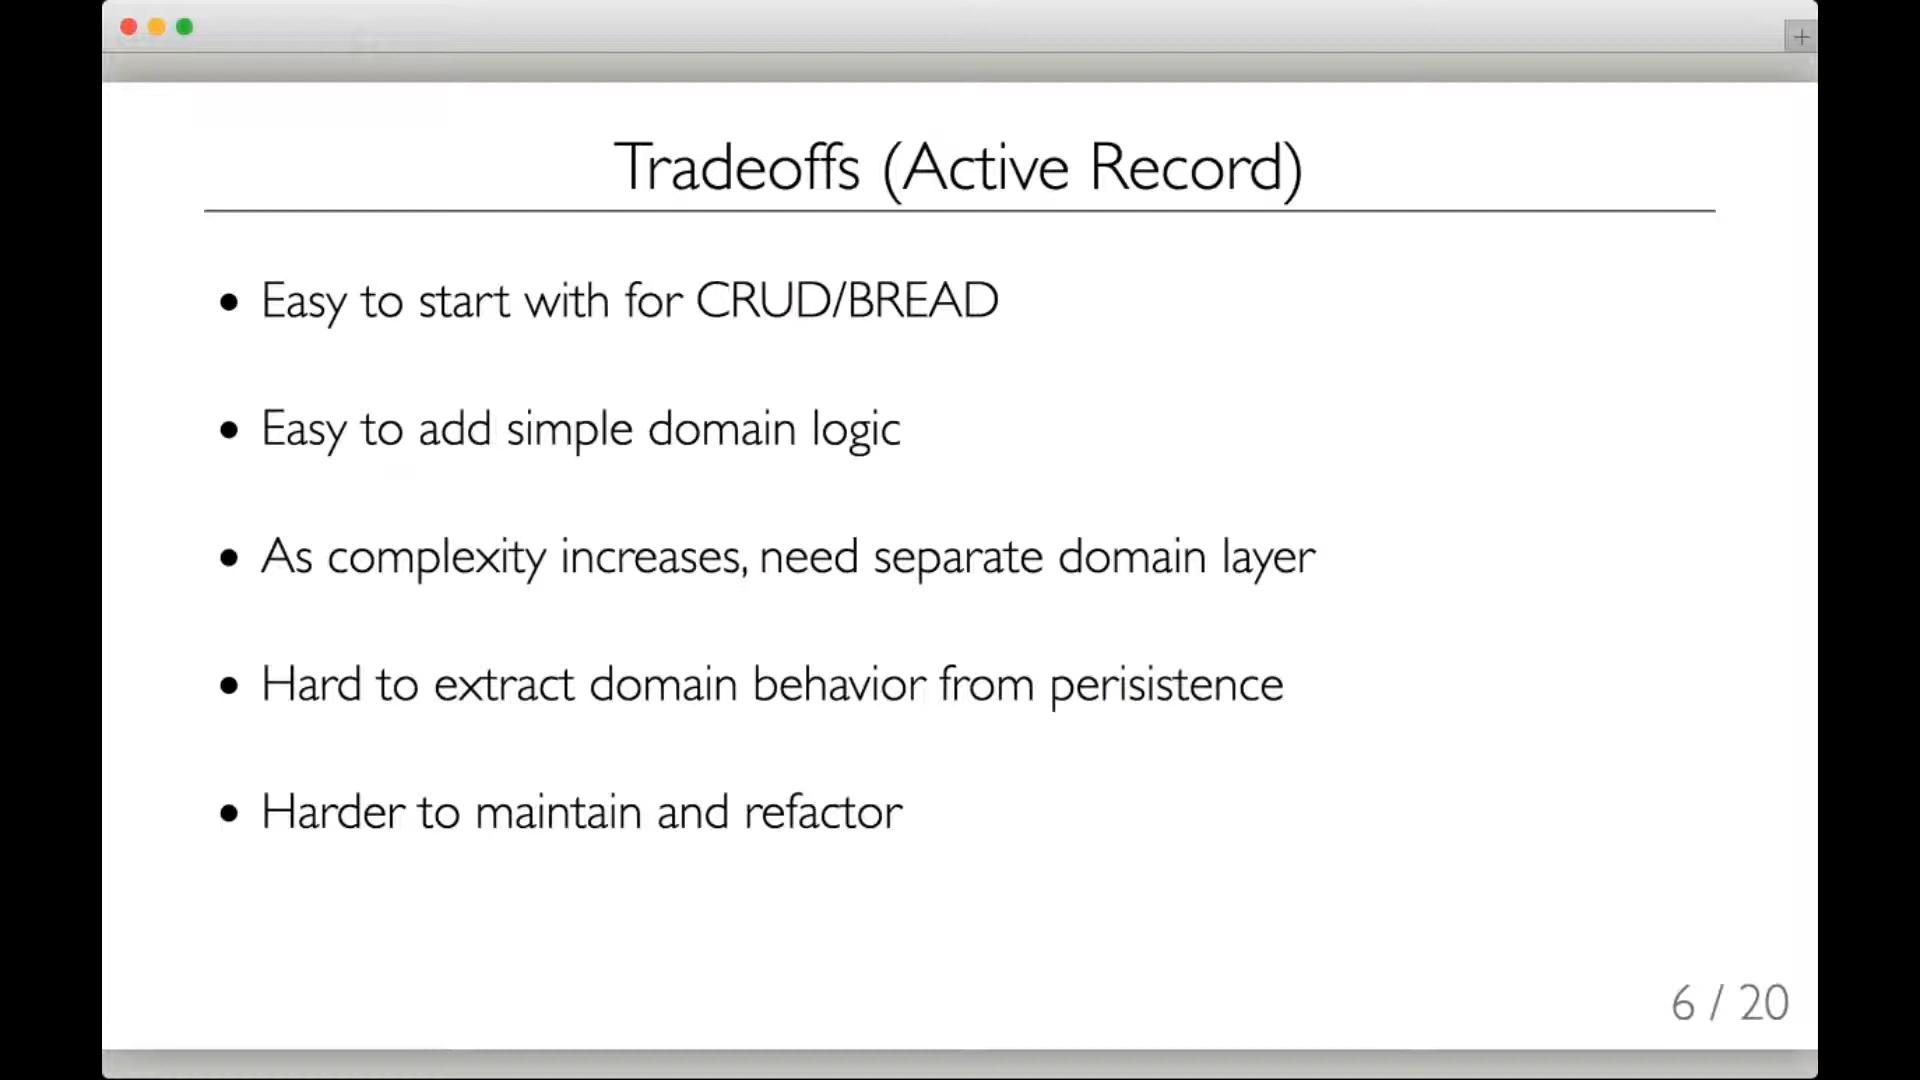 Tradeoffs (Active Record)
• Easy to start with for CRUD/BREAD
• Easy to add simple domain logic
• As complexity increases, need separate domain layer
• Hard to extract domain behavior from perisistence
• Harder to maintain and refactor
6 / 20